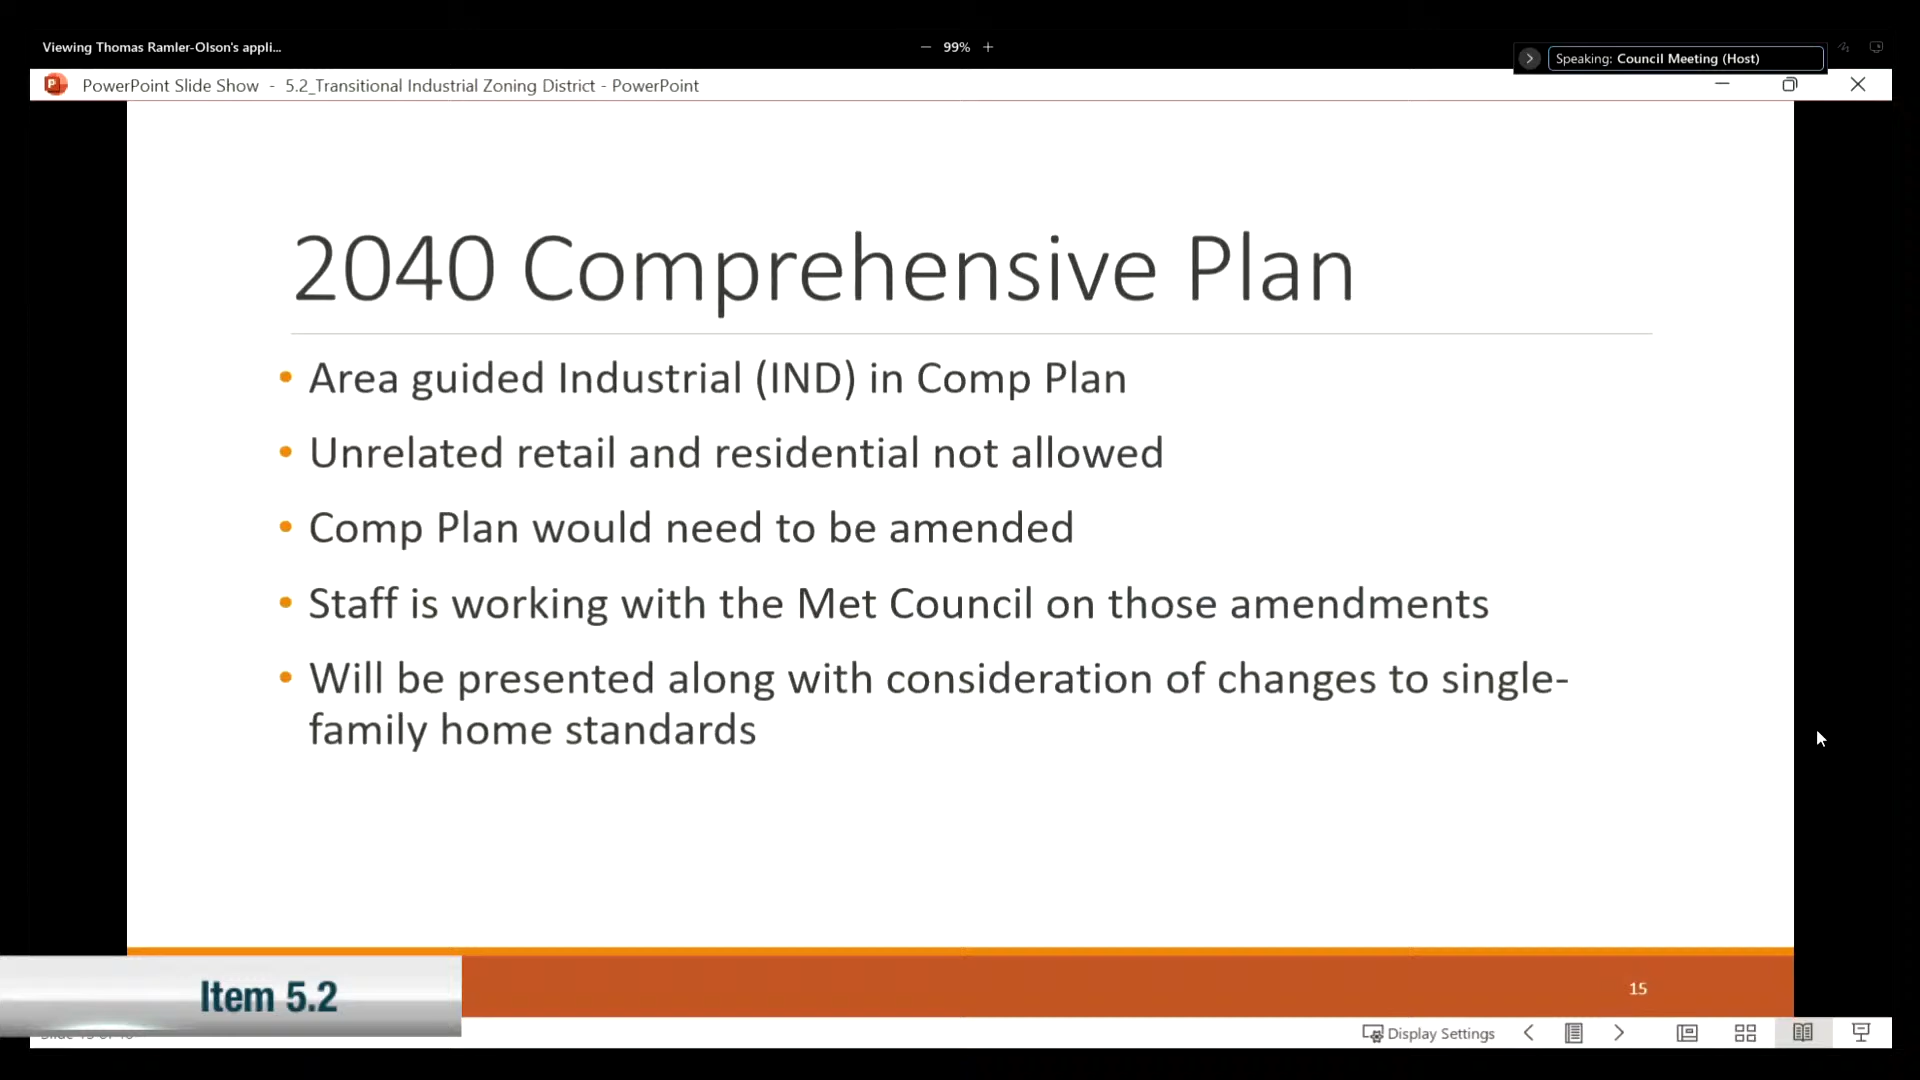 Viewing Thomas Ramler-Olson's appli...
99%
Speaking: Council Meeting (Host)
PowerPoint Slide Show - 5.2_Transitional Industrial Zoning District - PowerPoint
2040 Comprehensive Plan
• Area guided Industrial (IND) in Comp Plan
• Unrelated retail and residential not allowed
• Comp Plan would need to be amended
• Staff is working with the Met Council on those amendments
• Will be presented along with consideration of changes to single-
family home standards
15
Item 5.2
Display Settings